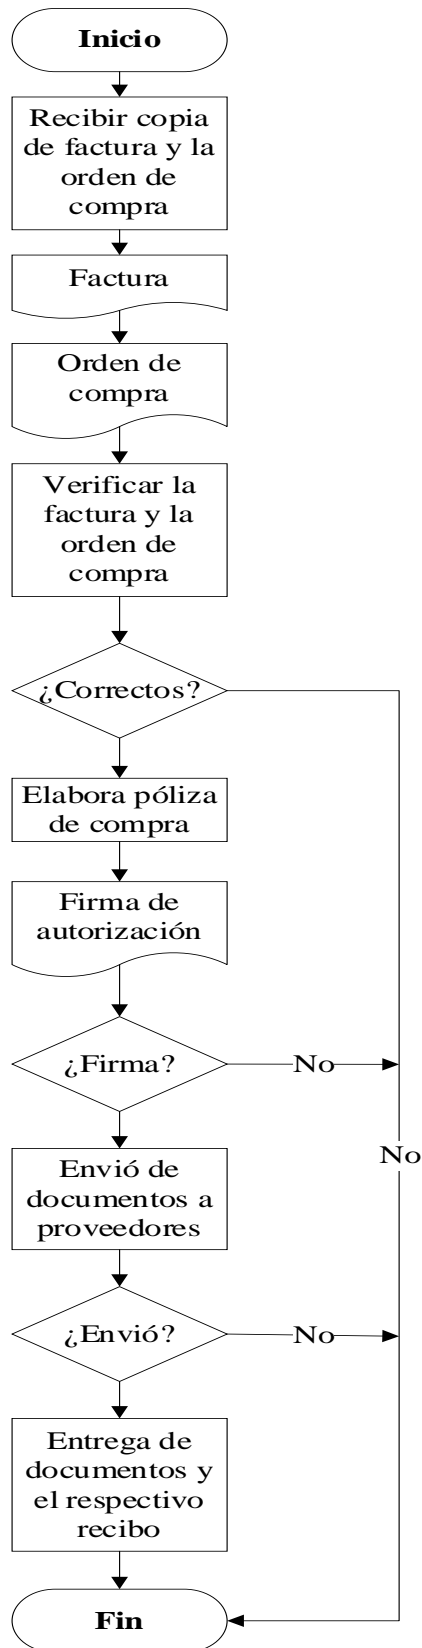 Inicio
Recibir copia
de factura y la
orden de
compra
Factura
Orden de
compra
Verificar la
factura y la
orden de
compra
¿Correctos?
Elabora póliza
de compra
Firma de
autorización
¿Firma?
No
No
Envió de
documentos a
proveedores
¿Envió?
No
Entrega de
documentos y
el respectivo
recibo
Fin